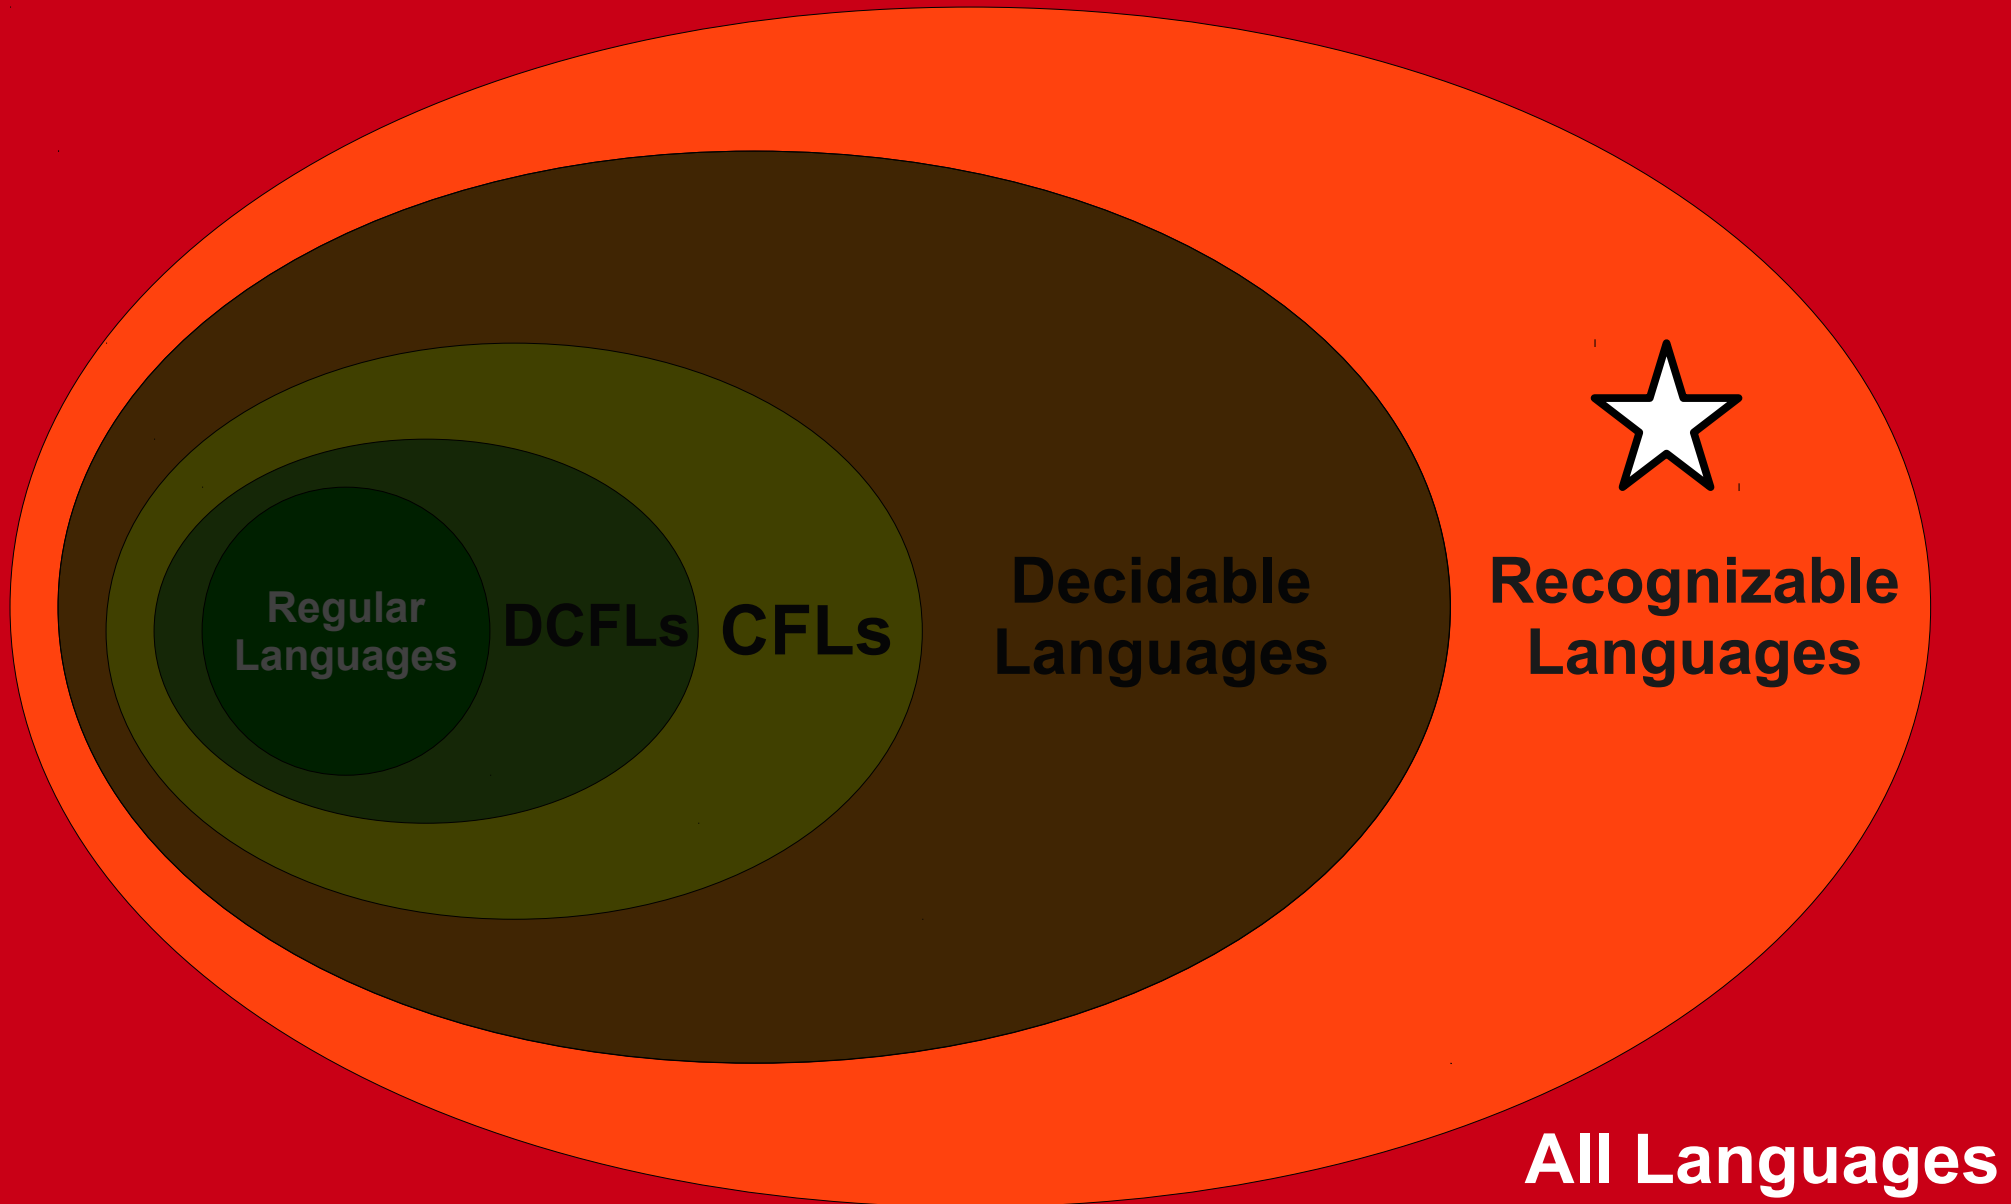 Regular
Languages
DCFLs
CFLs
Decidable
Languages
Recognizable
Languages
All Languages